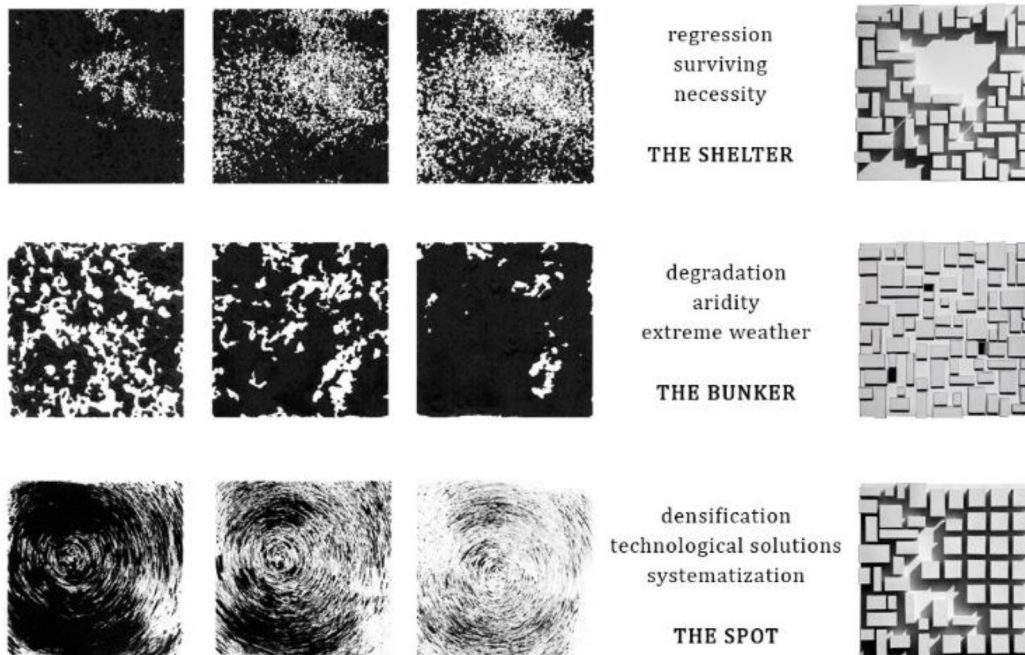 regression
surviving
necessity
THE SHELTER
degradation
aridity
extreme weather
THE BUNKER
densification
technological solutions
systematization
THE SPOT